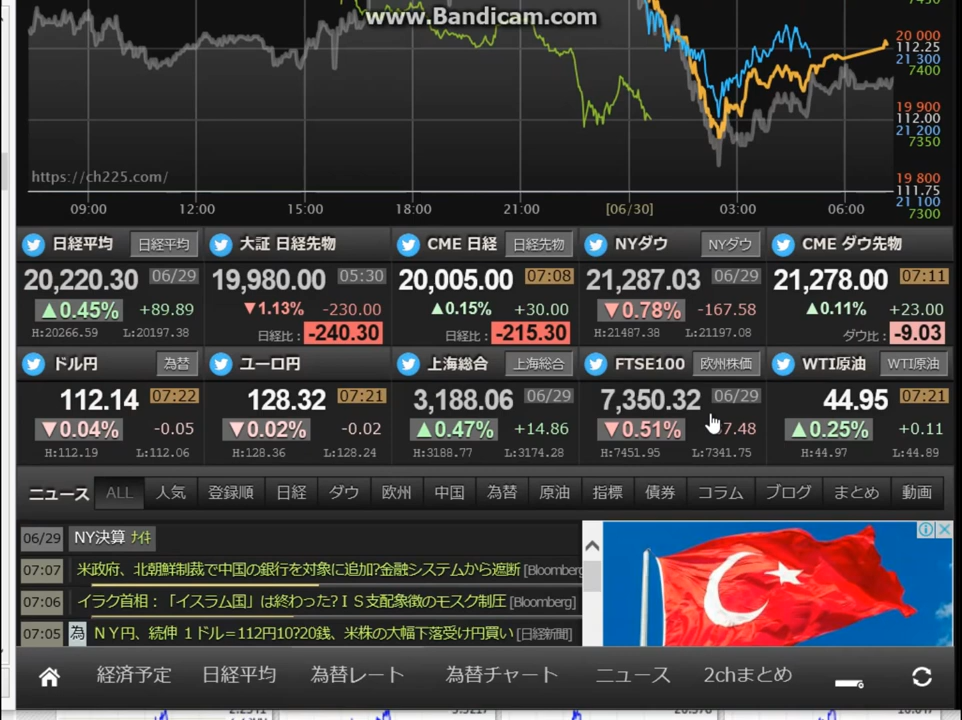 www.Bandicam.com
7450
20 000
112.25
21 300
7400
19 900
112.00
21 200
7350
https://ch225.com/
19 800
111.75
21 100
7300
09:00 12:00 15:00 18:00 21:00 [06/30] 03:00 06:00
日経平均 日経平均 大証 日経先物 CME 日経 日経先物 NYダウ NYダウ CME ダウ先物
20,220.30 06/29 19,980.00 05:30 20,005.00 07:08 21,287.03 06/29 21,278.00 07:11
▲0.45% +89.89 ▼1.13% -230.00 ▲0.15% +30.00 ▼0.78% -167.58 ▲0.11% +23.00
H:20266.59 L:20197.38 日経比: -240.30 日経比: -215.30 H:21487.38 L:21197.08 ダウ比: -9.03
ドル円 為替 ユーロ円 上海総合 上海総合 FTSE100 欧州株価 WTI原油 WTI原油
112.14 07:22 128.32 07:21 3,188.06 06/29 7,350.32 06/29 44.95 07:21
▼0.04% -0.05 ▼0.02% -0.02 ▲0.47% +14.86 ▼0.51% 7.48 ▲0.25% +0.11
H:112.19 L:112.06 H:128.36 L:128.24 H:3188.77 L:3174.28 H:7451.95 L:7341.75 H:44.97 L:44.89
ニュース ALL 人気 登録順 日経 ダウ 欧州 中国 為替 原油 指標 債券 コラム ブログ まとめ 動画
06/29 NY決算 ﾅｲﾄ
07:07 米政府、北朝鮮制裁で中国の銀行を対象に追加?金融システムから遮断 [Bloomberg
07:06 イラク首相：「イスラム国」は終わった?ＩＳ支配象徴のモスク制圧 [Bloomberg]
07:05 為 ＮＹ円、続伸 １ドル＝112円10?20銭、米株の大幅下落受け円買い [日経新聞]
経済予定 日経平均 為替レート 為替チャート ニュース 2chまとめ